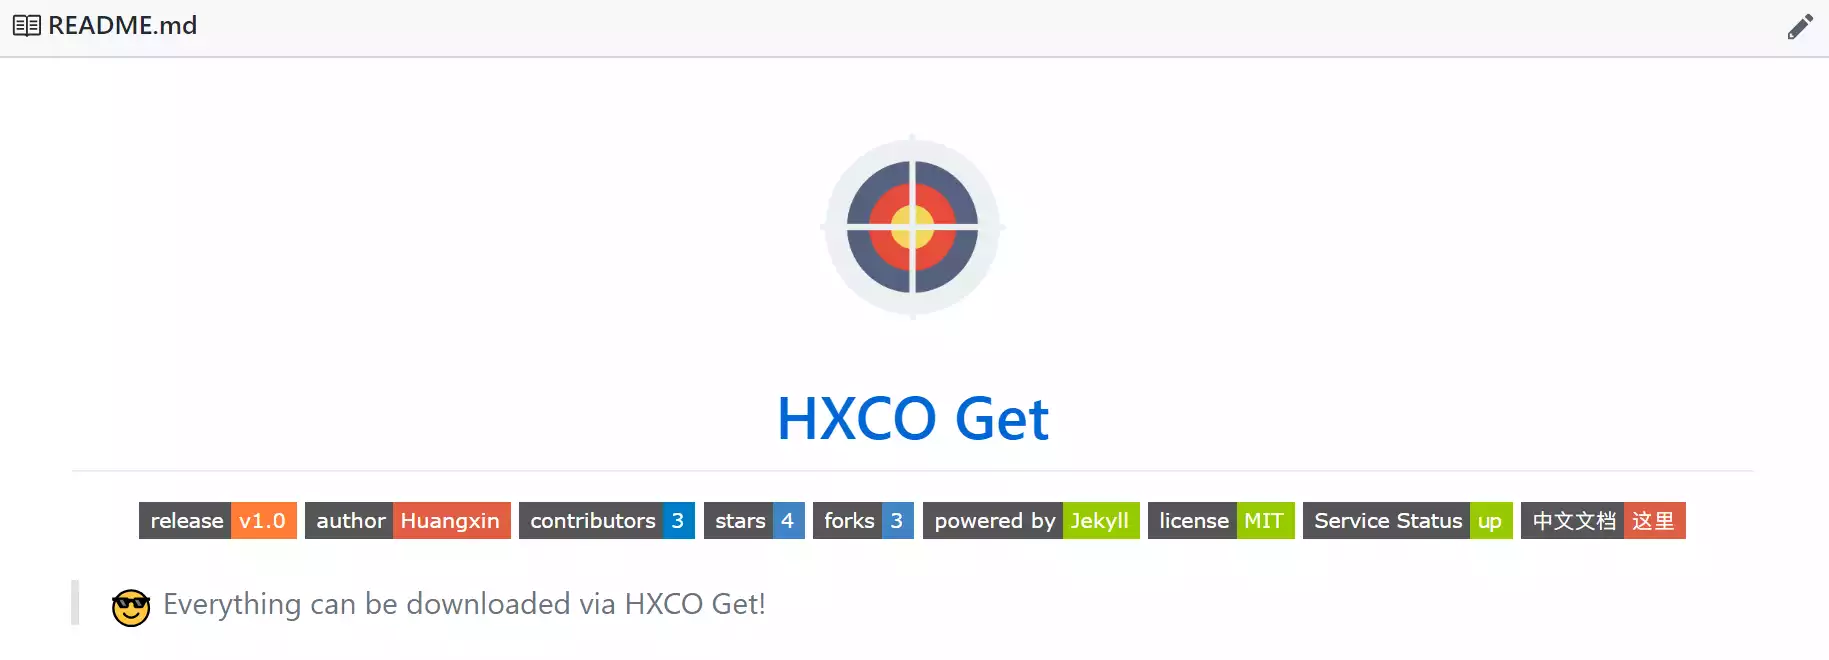 README.md
HXCO Get
release v1.0 author Huangxin contributors 3 stars 4 forks 3 powered by Jekyll license MIT Service Status up 中文文档 这里
😎 Everything can be downloaded via HXCO Get!